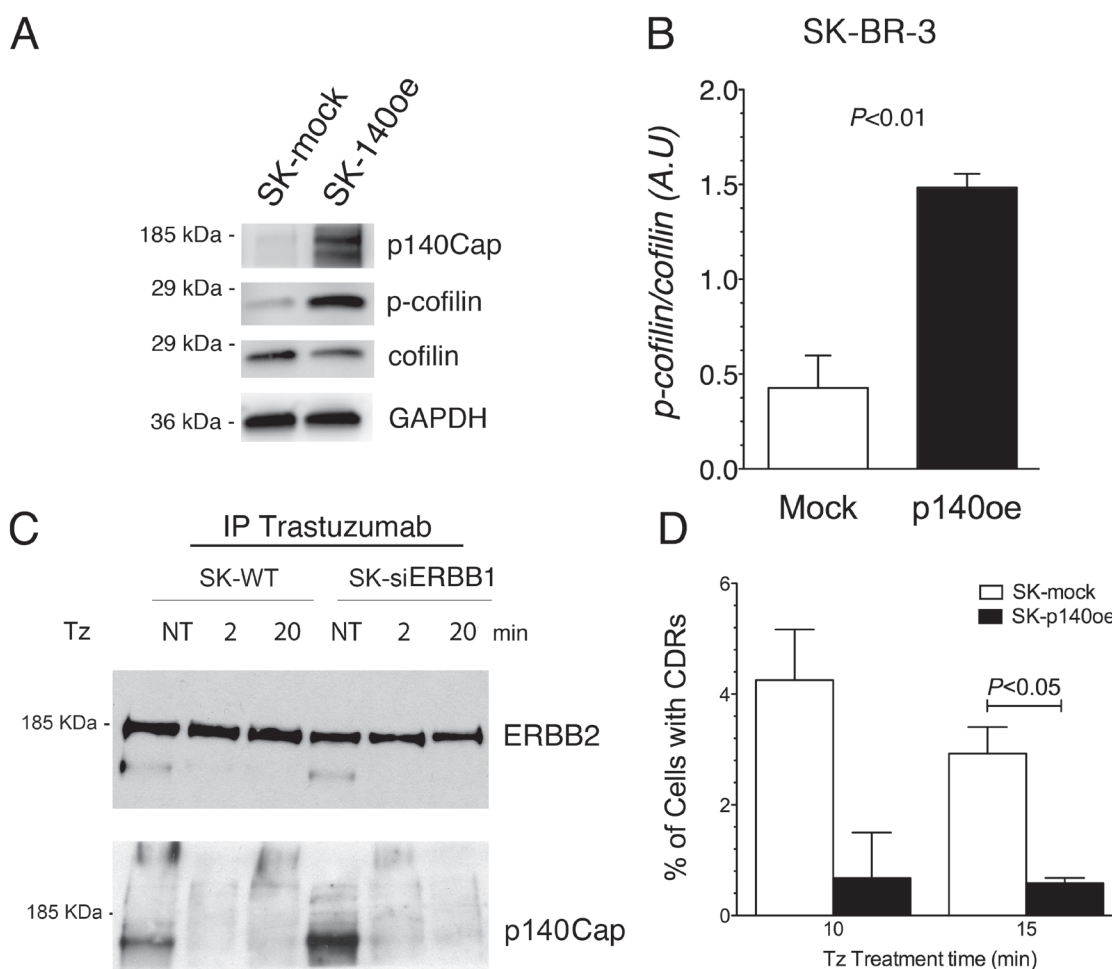 A
SK-mock
SK-140oe
185 kDa -
p140Cap
29 kDa -
p-cofilin
29 kDa -
cofilin
36 kDa -
GAPDH
B
SK-BR-3
P<0.01
p-cofilin/cofilin (A.U)
2.0
1.5
1.0
0.5
0.0
Mock
p140oe
C
IP Trastuzumab
SK-WT
SK-siERBB1
Tz NT 2 20 NT 2 20 min
185 KDa -
ERBB2
185 KDa -
p140Cap
D
SK-mock
SK-p140oe
P<0.05
% of Cells with CDRs
6
4
2
0
10
15
Tz Treatment time (min)